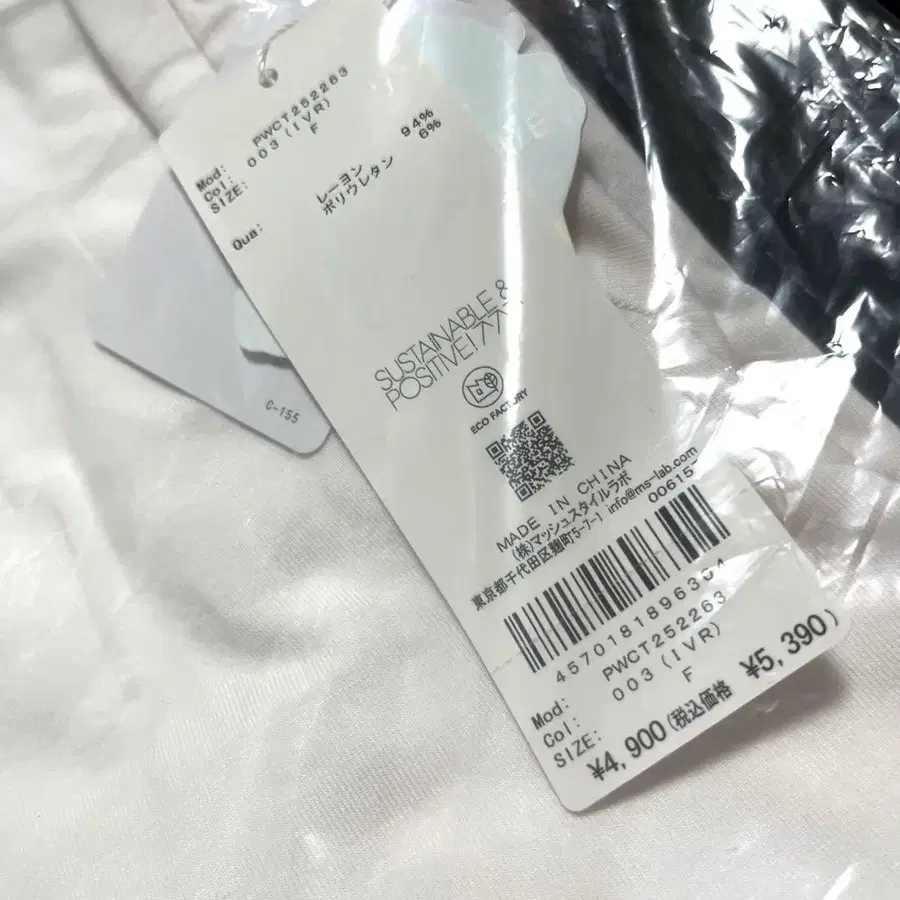 Mod: PWCT252263
Col: 003 (IVR)
SIZE: F
Qua: レーヨン 94%
ポリウレタン 6%
SUSTAINABLE &
POSITIVE!
ECO FACTORY
MADE IN CHINA
(株)マッシュスタイルラボ
東京都千代田区麹町5-7-1 info@ms-lab.com
00615
4570181896304
Mod: PWCT252263
Col: 003 (IVR)
SIZE: F
¥4,900(税込価格 ¥5,390)
C-155